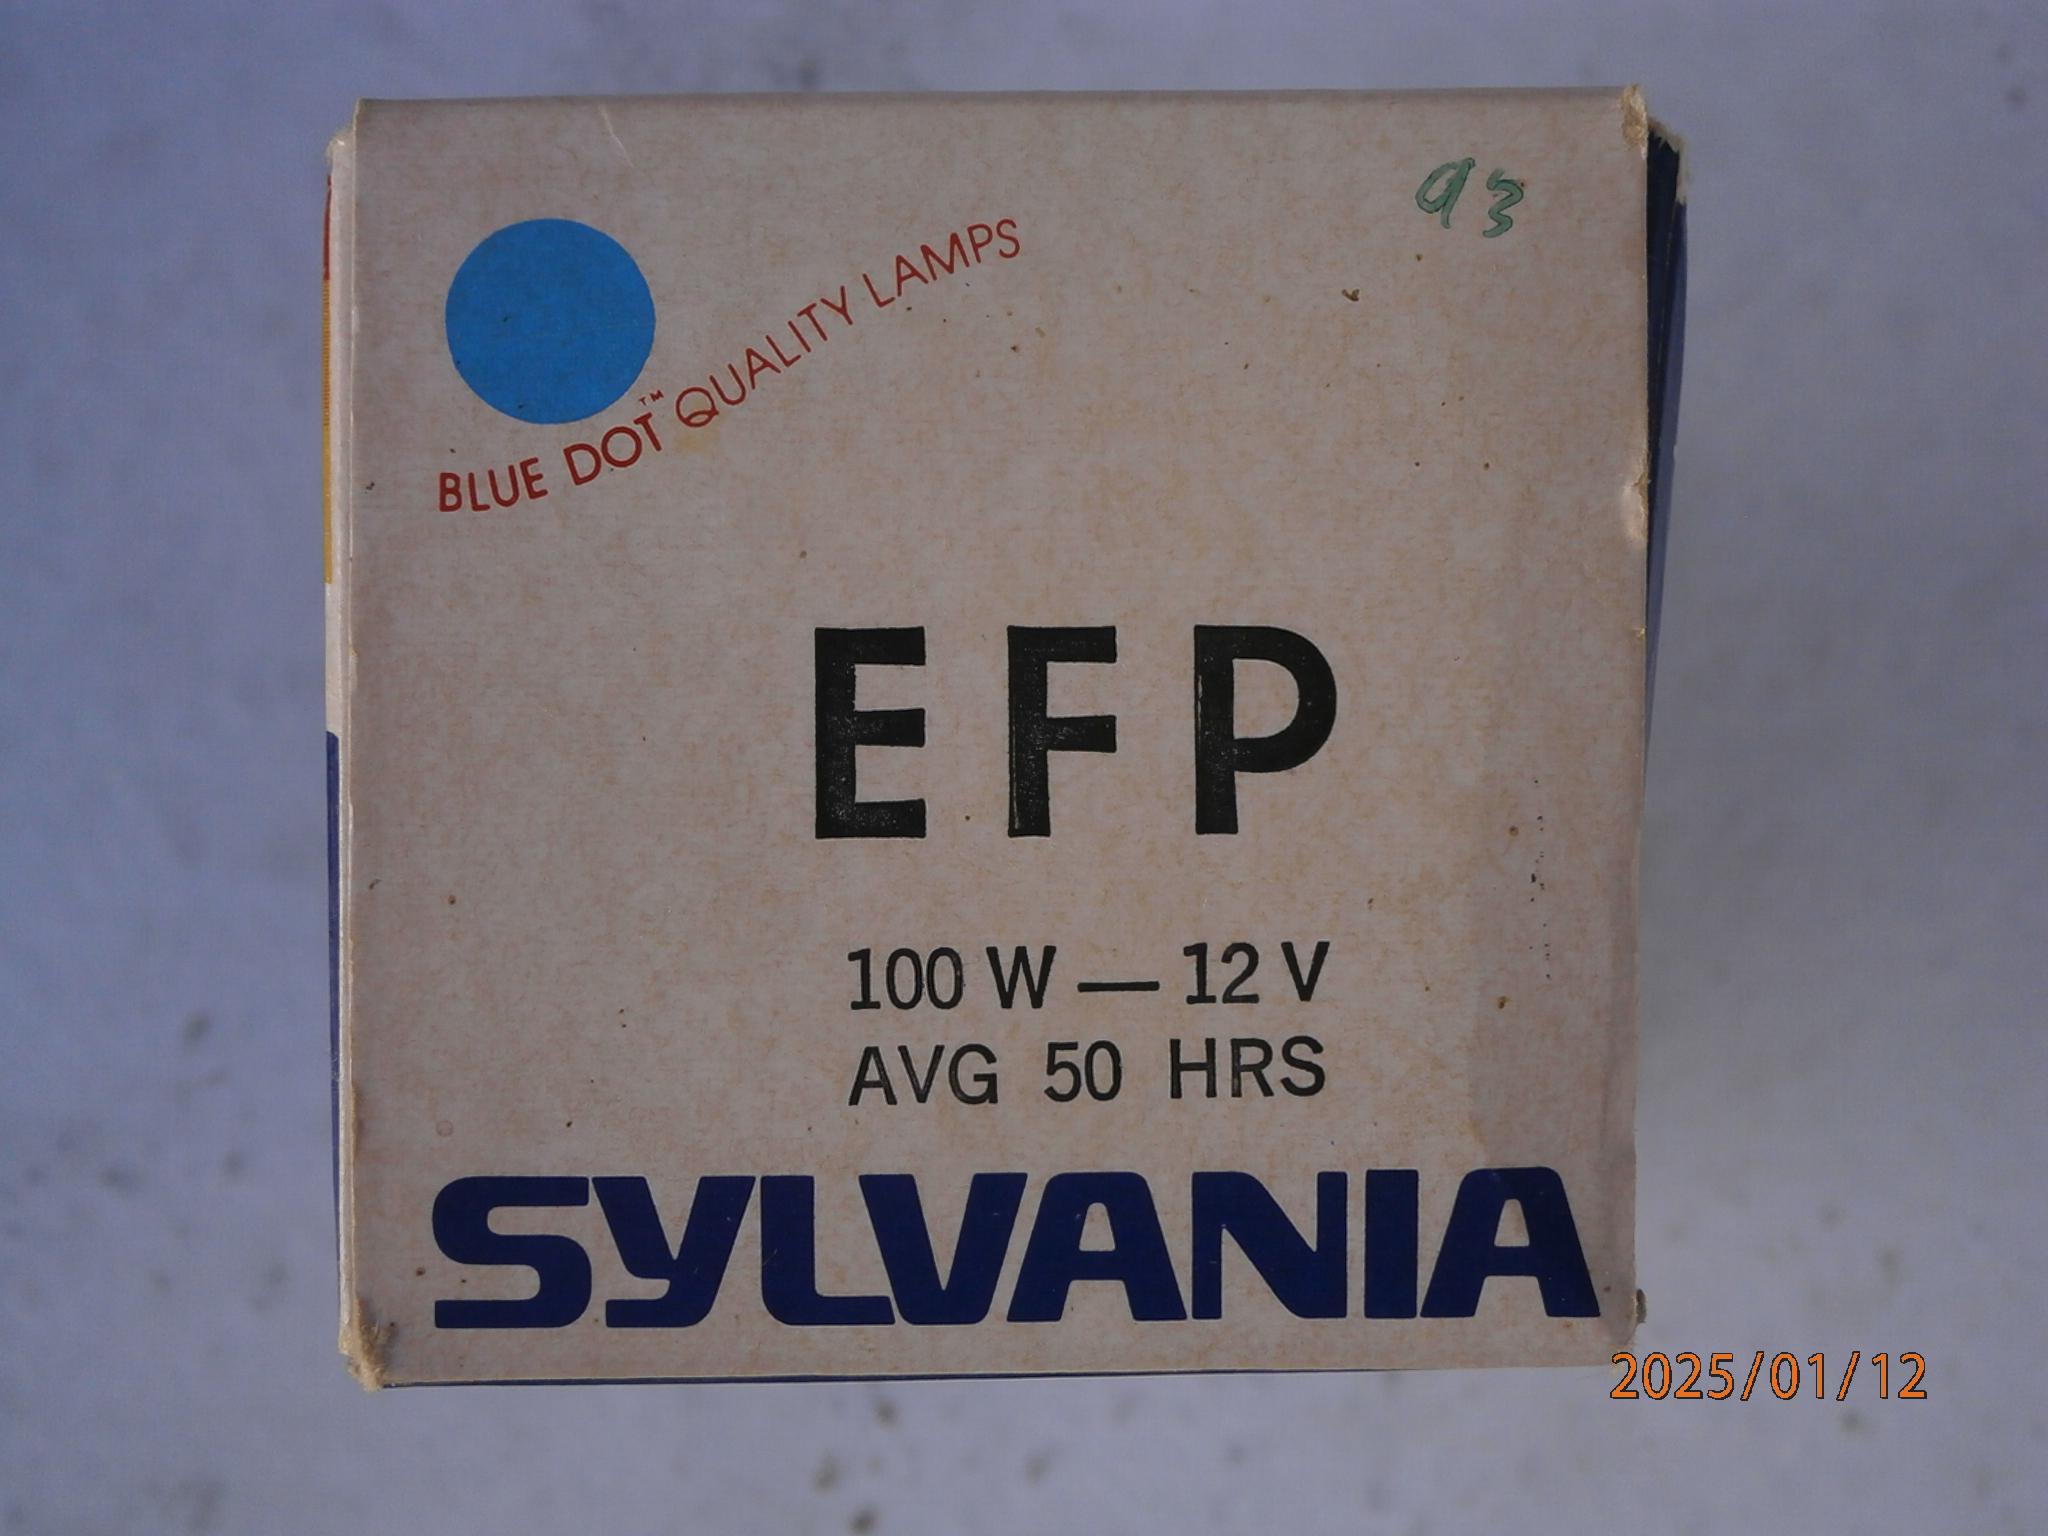 93
BLUE DOT™ QUALITY LAMPS
EFP
100 W — 12 V
AVG 50 HRS
SYLVANIA
2025/01/12